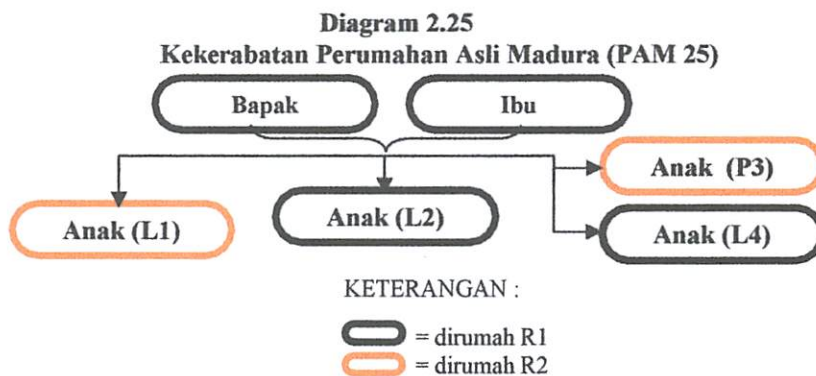 Diagram 2.25
Kekerabatan Perumahan Asli Madura (PAM 25)
Bapak
Ibu
Anak (P3)
Anak (L1)
Anak (L2)
Anak (L4)
KETERANGAN :
= dirumah R1
= dirumah R2